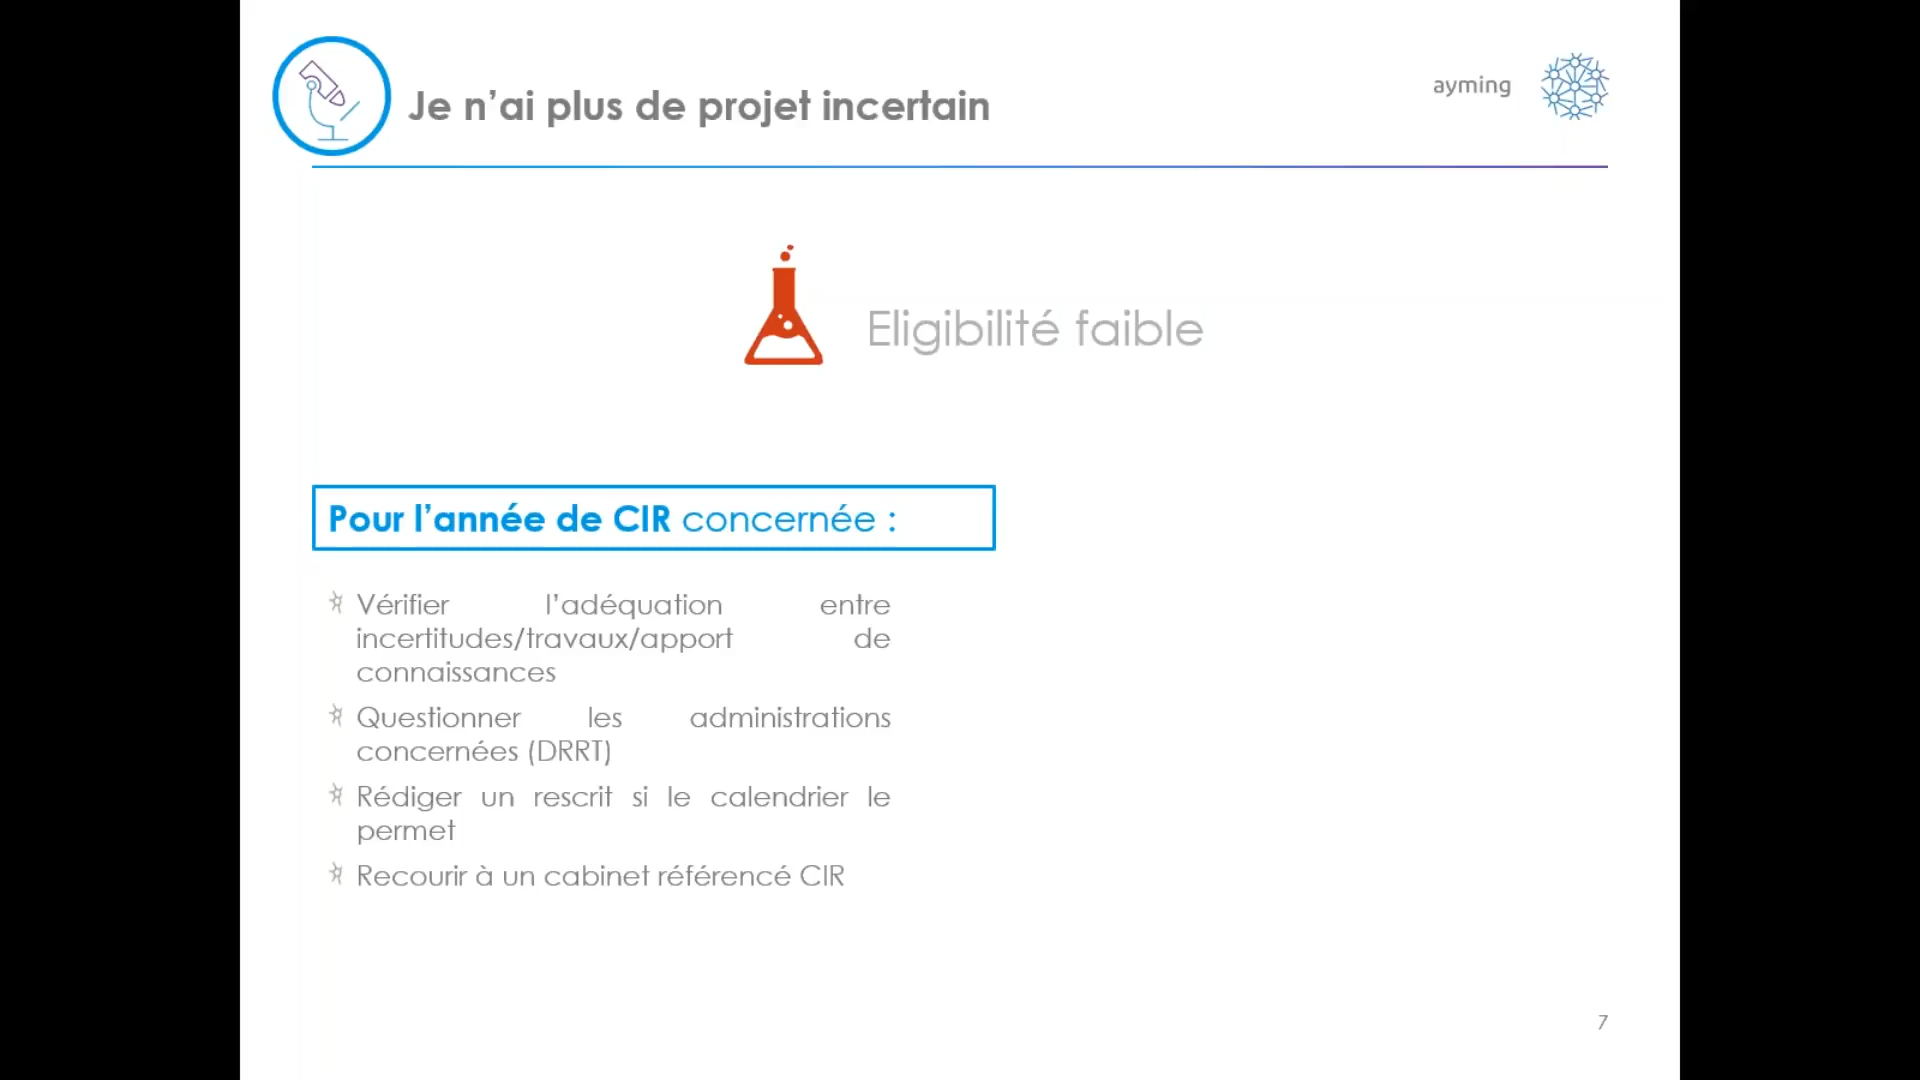 Je n’ai plus de projet incertain
ayming
Eligibilité faible
Pour l’année de CIR concernée :
Vérifier l’adéquation entre
incertitudes/travaux/apport de
connaissances
Questionner les administrations
concernées (DRRT)
Rédiger un rescrit si le calendrier le
permet
Recourir à un cabinet référencé CIR
7